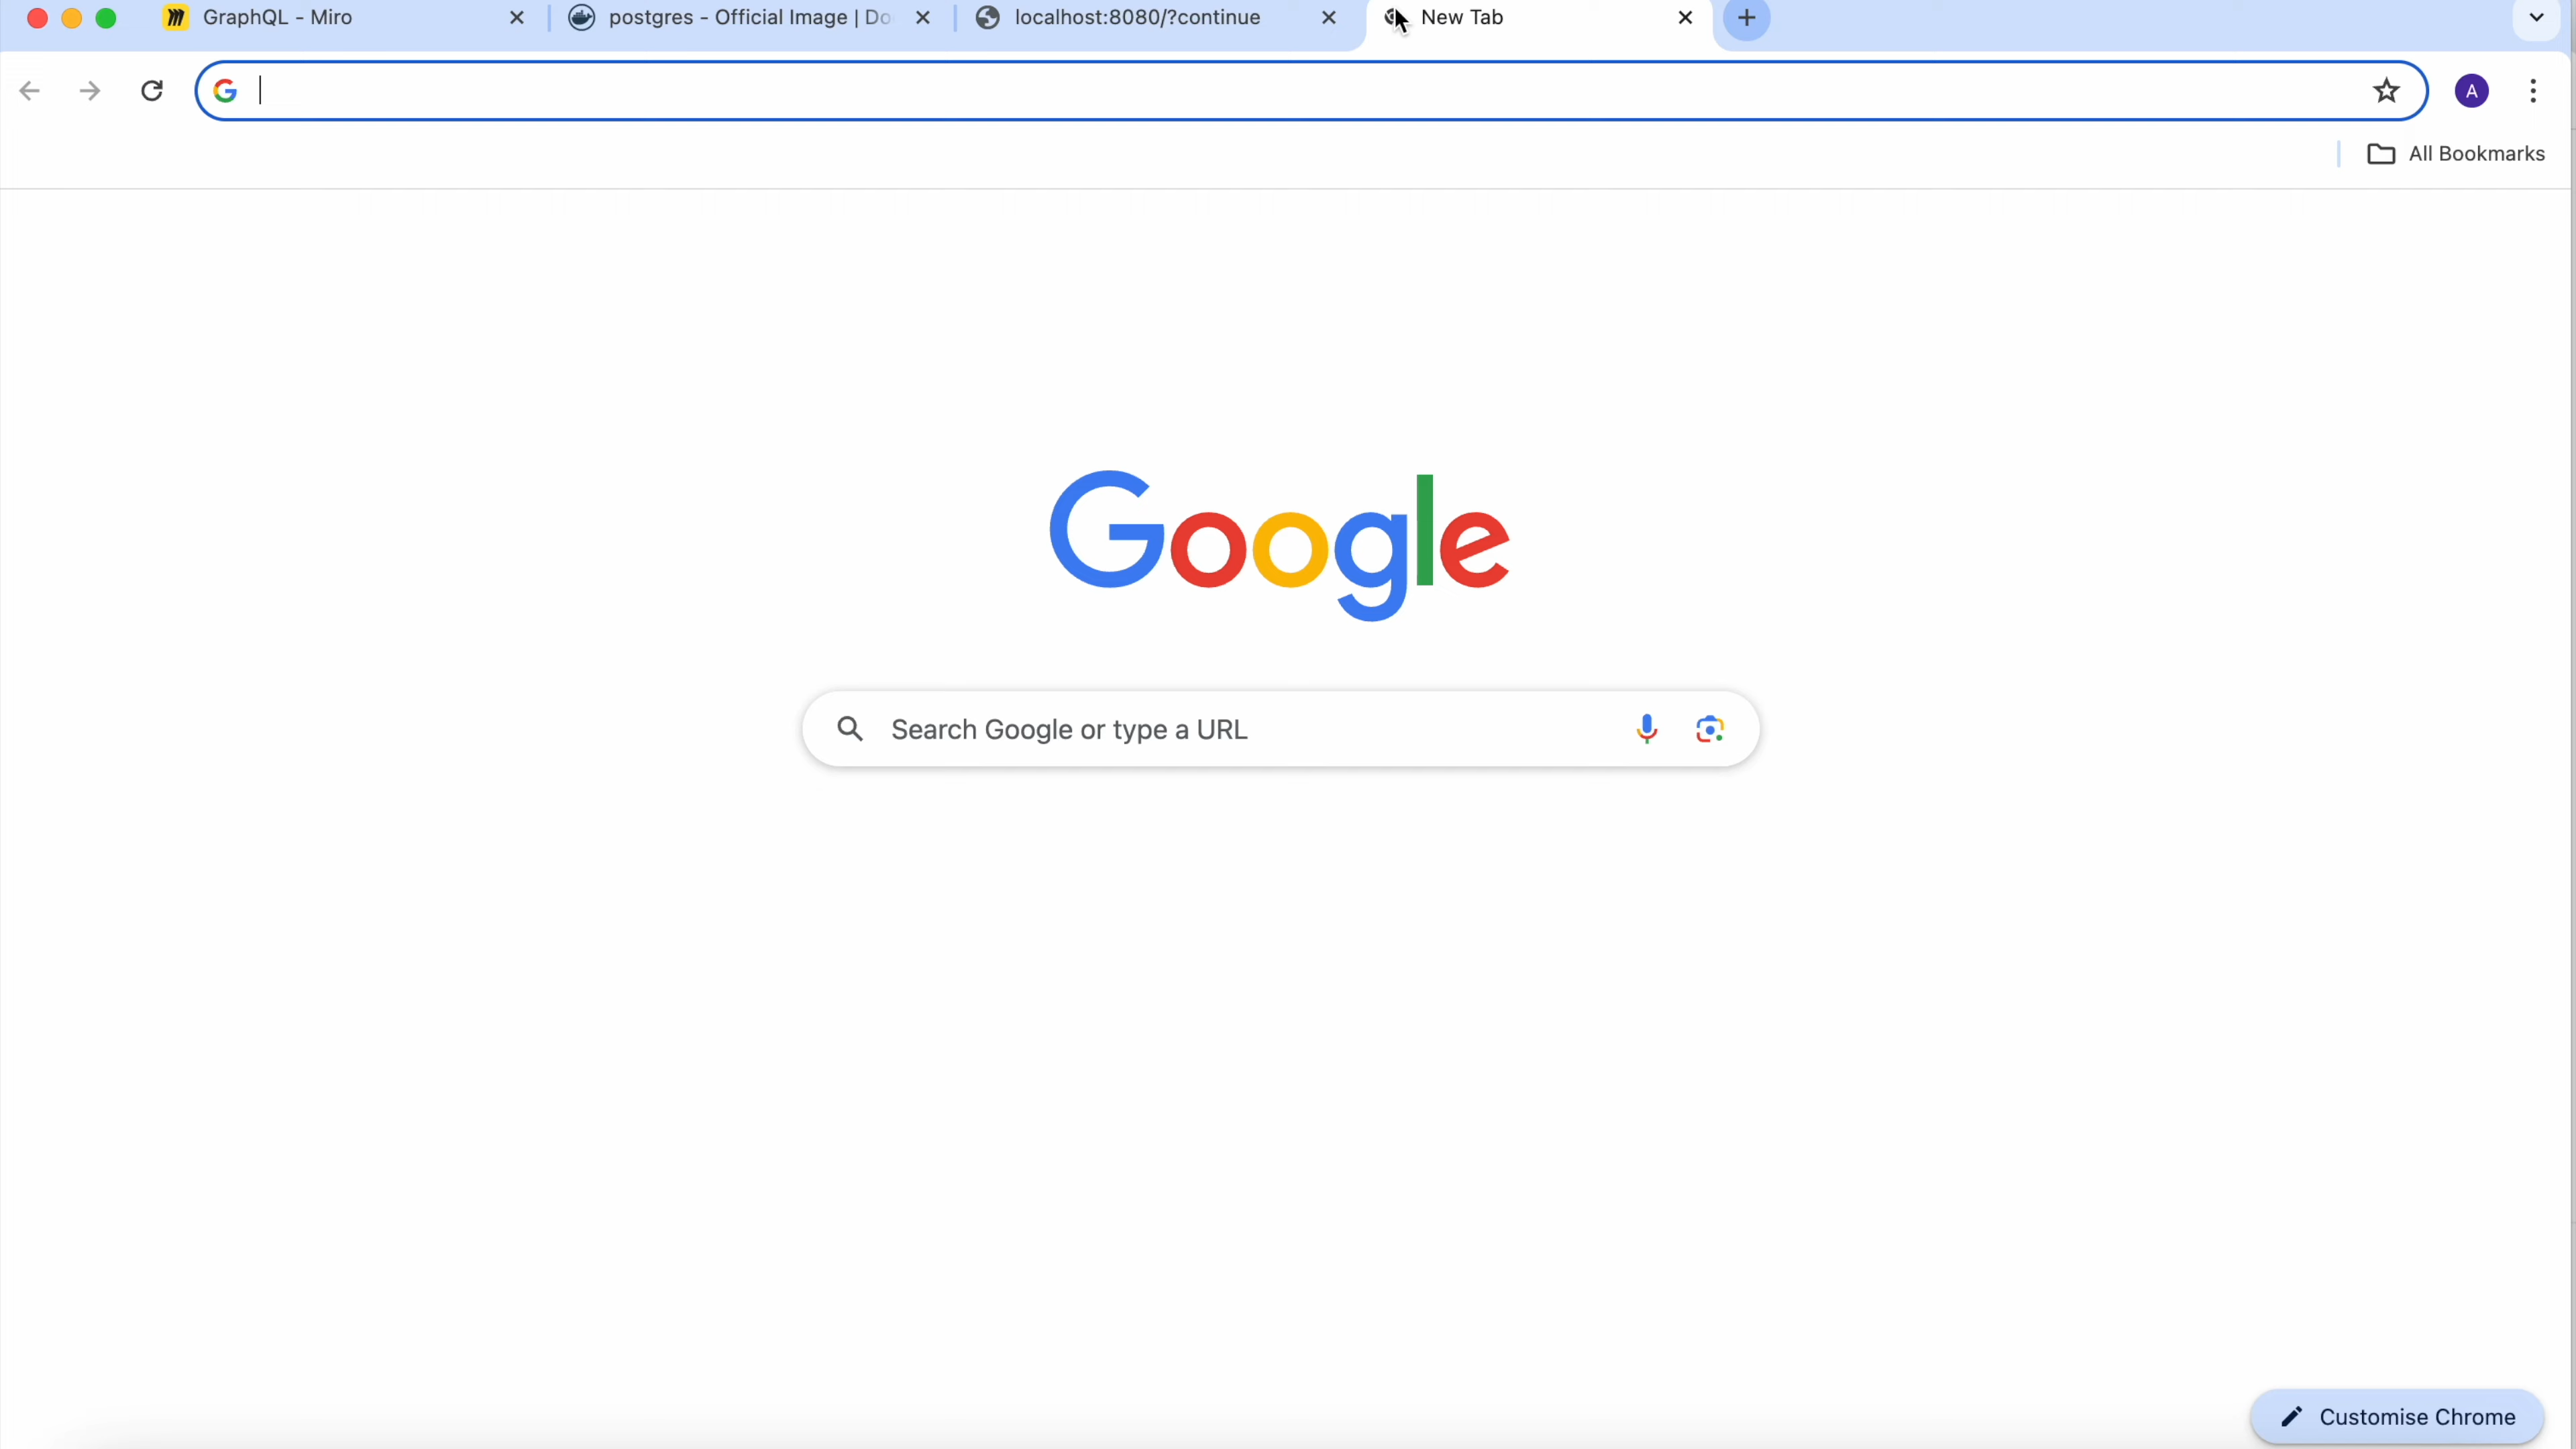 GraphQL - Miro
postgres - Official Image | Do
localhost:8080/?continue
New Tab
A
All Bookmarks
Google
Search Google or type a URL
Customise Chrome